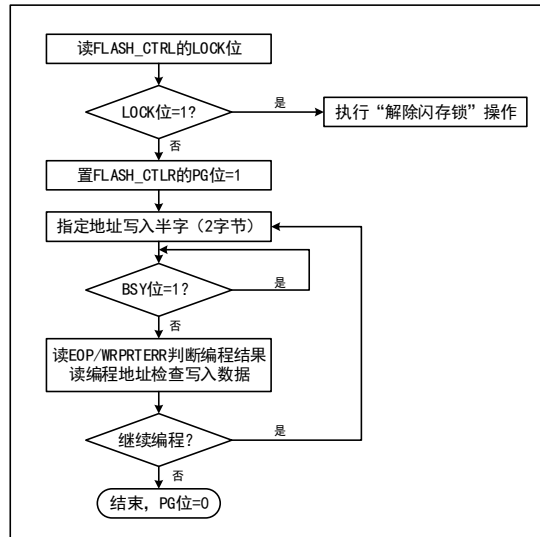 读FLASH_CTRL的LOCK位
LOCK位=1?
是
执行“解除闪存锁”操作
否
置FLASH_CTLR的PG位=1
指定地址写入半字（2字节）
BSY位=1?
是
否
读EOP/WRPRTERR判断编程结果
读编程地址检查写入数据
继续编程?
是
否
结束，PG位=0